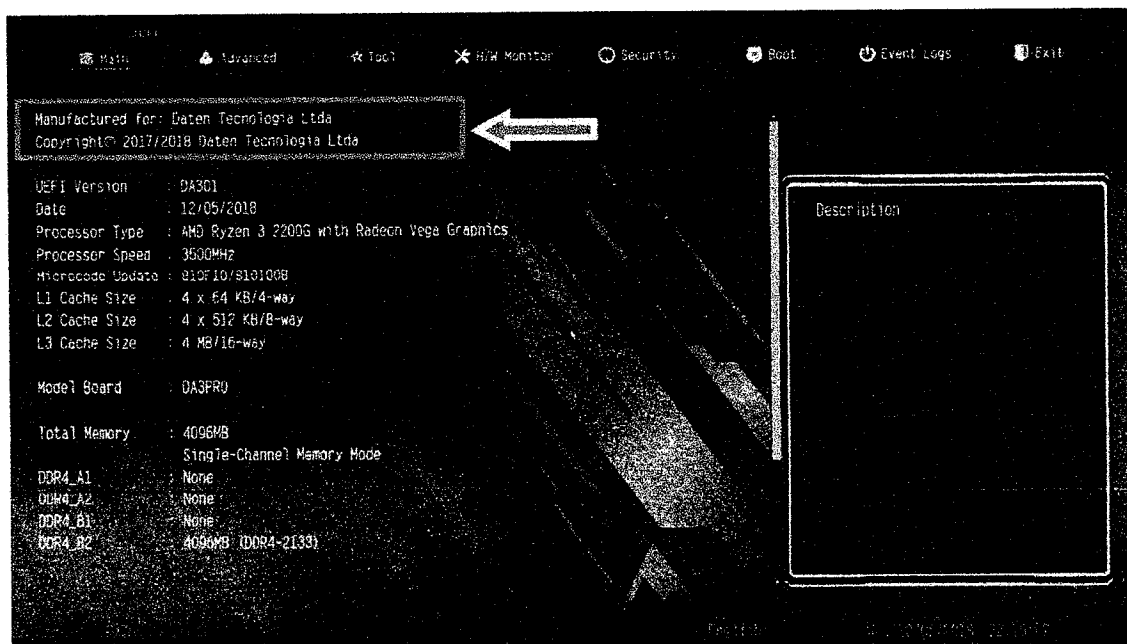 UEFI
Main Advanced Tool H/W Monitor Security Boot Event Logs Exit
Manufactured for: Daten Tecnologia Ltda
Copyright© 2017/2018 Daten Tecnologia Ltda
UEFI Version : DA301
Date : 12/05/2018
Processor Type : AMD Ryzen 3 2200G with Radeon Vega Graphics
Processor Speed : 3500MHz
Microcode Update : 810F10/8101008
L1 Cache Size : 4 x 64 KB/4-way
L2 Cache Size : 4 x 512 KB/8-way
L3 Cache Size : 4 MB/16-way
Model Board : DA3PRO
Total Memory : 4096MB
Single-Channel Memory Mode
DDR4_A1 : None
DDR4_A2 : None
DDR4_B1 : None
DDR4_B2 : 4096MB (DDR4-2133)
Description
English